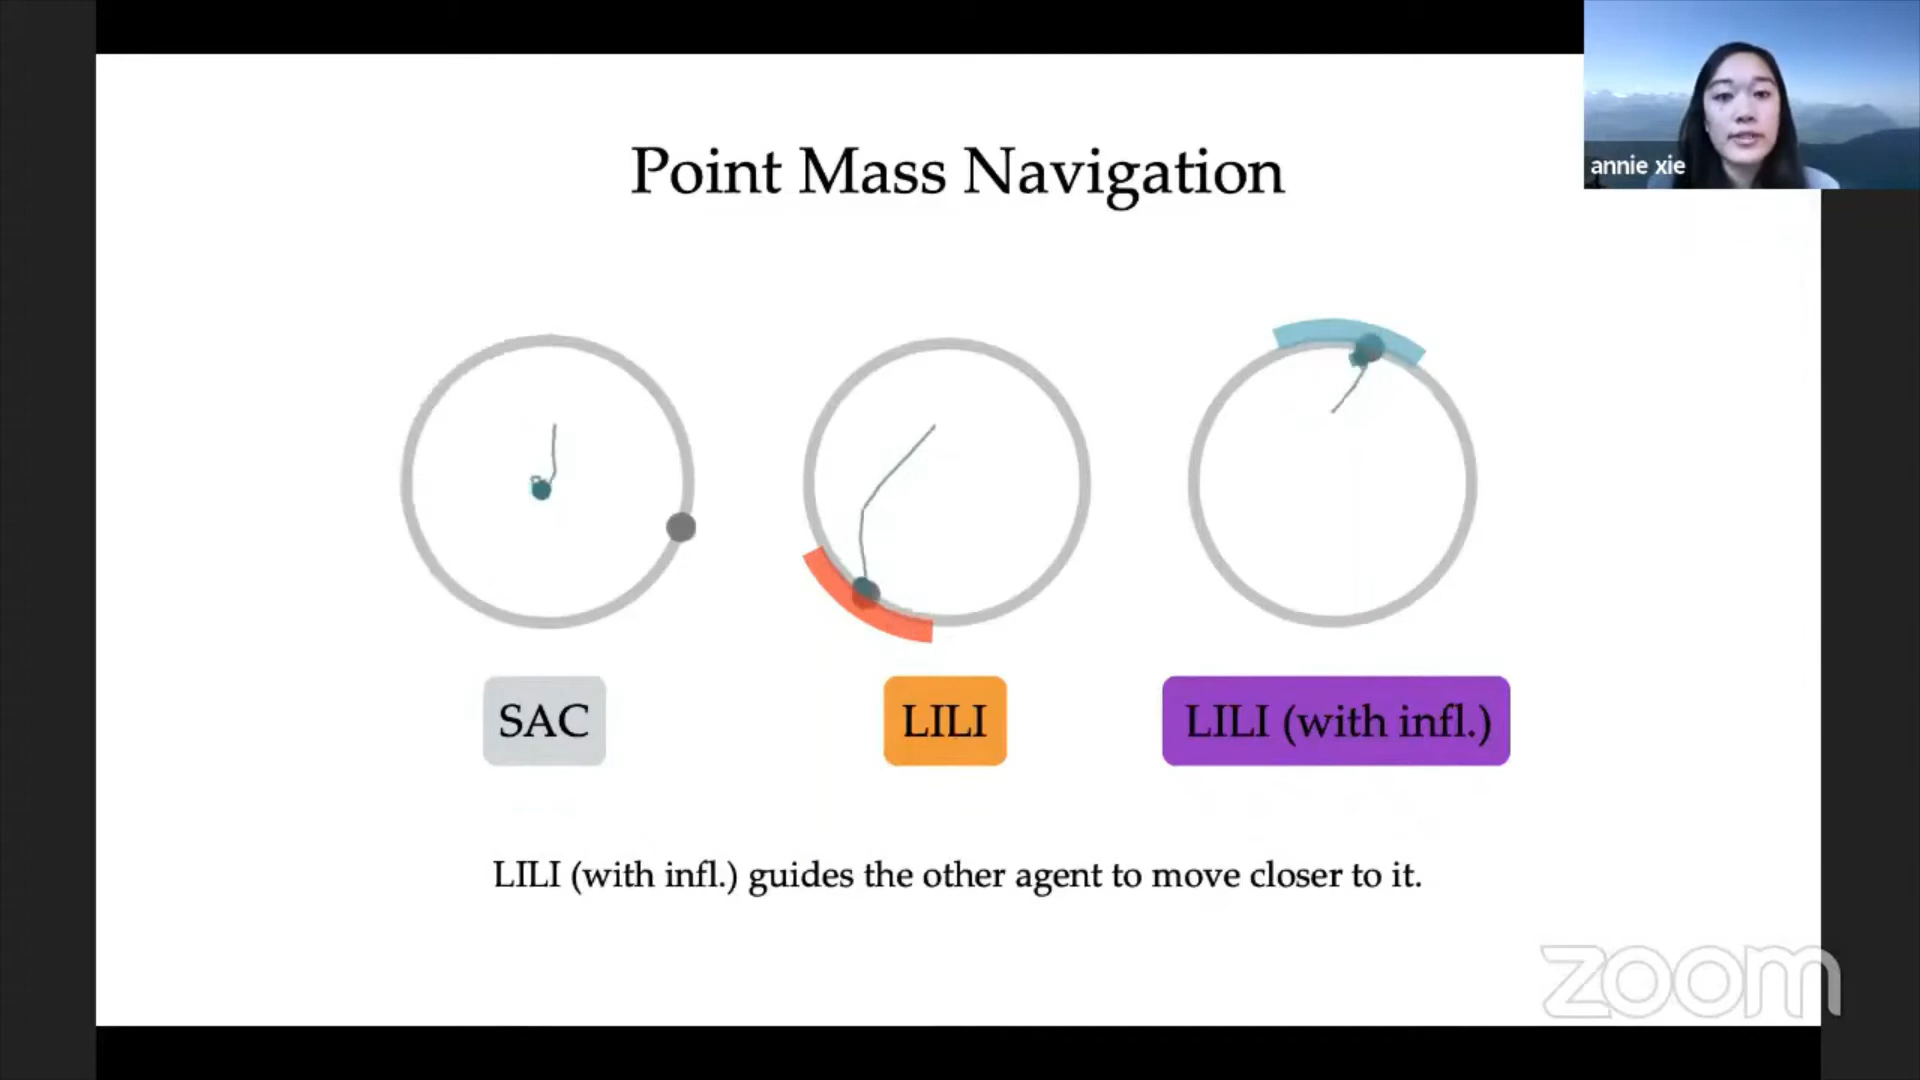 annie xie
Point Mass Navigation
SAC
LILI
LILI (with infl.)
LILI (with infl.) guides the other agent to move closer to it.
zoom